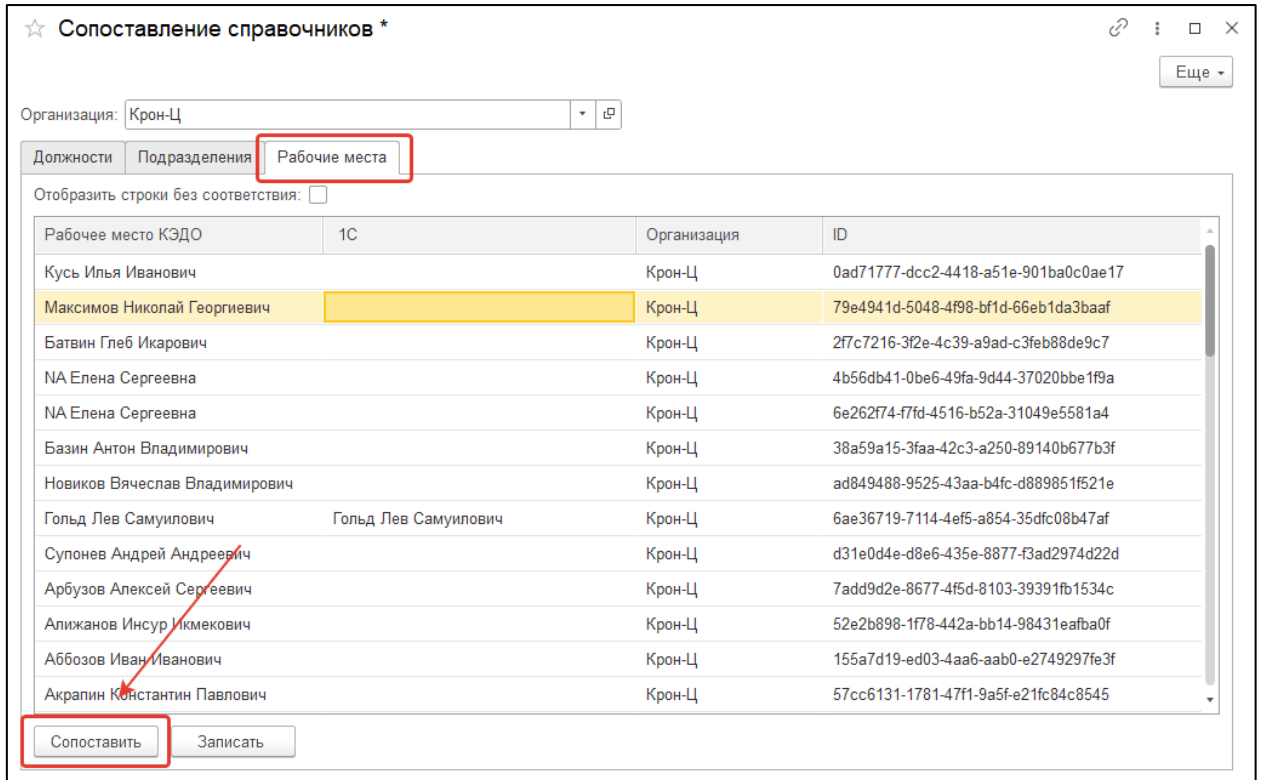 Сопоставление справочников *
Еще
Организация: Крон-Ц
Должности Подразделения Рабочие места
Отобразить строки без соответствия:
Рабочее место КЭДО 1С Организация ID
Кусь Илья Иванович Крон-Ц 0ad71777-dcc2-4418-a51e-901ba0c0ae17
Максимов Николай Георгиевич Крон-Ц 79e4941d-5048-4f98-bf1d-66eb1da3baaf
Батвин Глеб Икарович Крон-Ц 2f7c7216-3f2e-4c39-a9ad-c3feb88de9c7
NA Елена Сергеевна Крон-Ц 4b56db41-0be6-49fa-9d44-37020bbe1f9a
NA Елена Сергеевна Крон-Ц 6e262f74-f7fd-4516-b52a-31049e5581a4
Базин Антон Владимирович Крон-Ц 38a59a15-3faa-42c3-a250-89140b677b3f
Новиков Вячеслав Владимирович Крон-Ц ad849488-9525-43aa-b4fc-d889851f521e
Гольд Лев Самуилович Гольд Лев Самуилович Крон-Ц 6ae36719-7114-4ef5-a854-35dfc08b47af
Супонев Андрей Андреевич Крон-Ц d31e0d4e-d8e6-435e-8877-f3ad2974d22d
Арбузов Алексей Сергеевич Крон-Ц 7add9d2e-8677-4f5d-8103-39391fb1534c
Алижанов Инсур Икмекович Крон-Ц 52e2b898-1f78-442a-bb14-98431eafba0f
Аббозов Иван Иванович Крон-Ц 155a7d19-ed03-4aa6-aab0-e2749297fe3f
Акрапин Константин Павлович Крон-Ц 57cc6131-1781-47f1-9a5f-e21fc84c8545
Сопоставить Записать